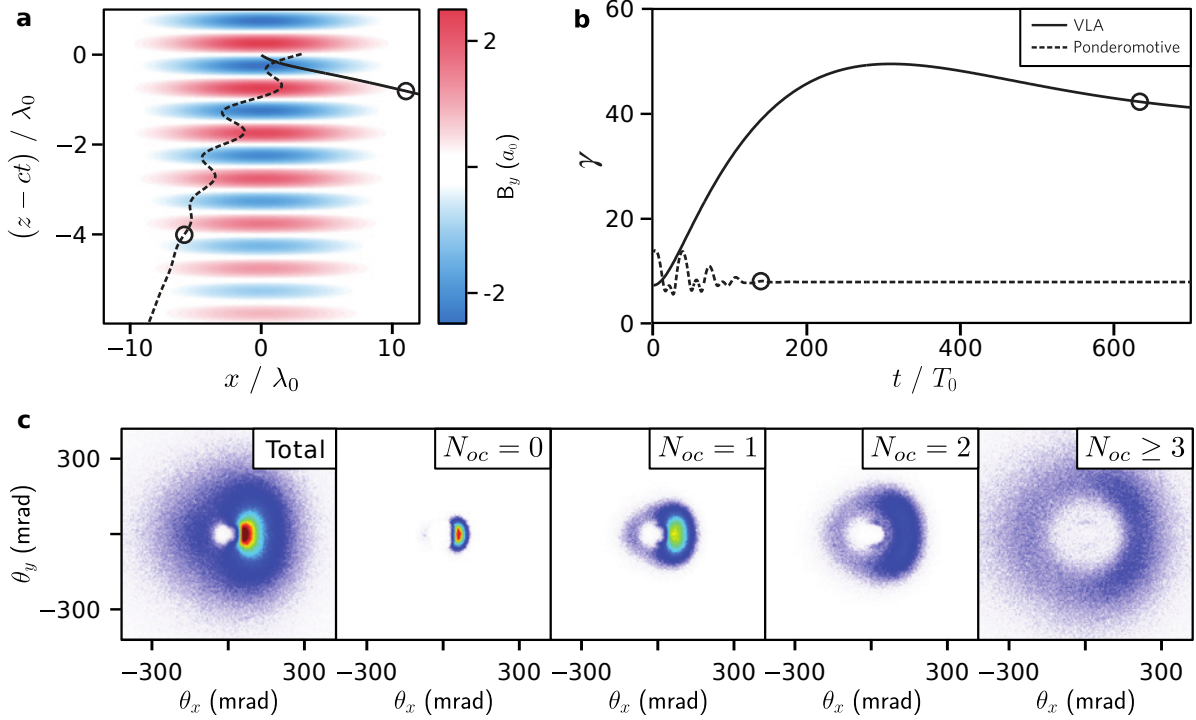 a
0
−2
−4
(z − ct) / λ0
−10
0
10
x / λ0
2
-2
By (a0)
b
60
40
20
0
γ
0
200
400
600
t / T0
VLA
Ponderomotive
c
Total
Noc = 0
Noc = 1
Noc = 2
Noc ≥ 3
300
−300
θy (mrad)
−300 300
−300 300
−300 300
−300 300
−300 300
θx (mrad)
θx (mrad)
θx (mrad)
θx (mrad)
θx (mrad)